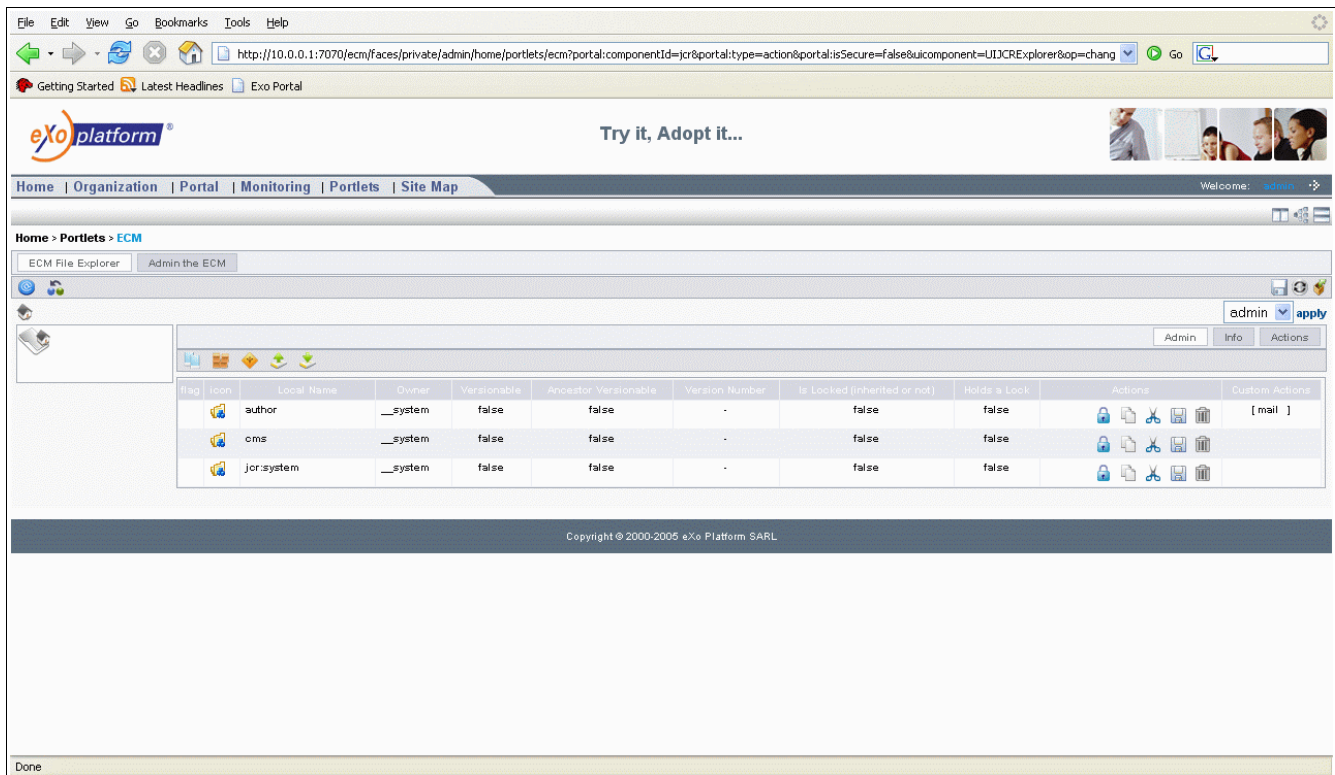 File Edit View Go Bookmarks Tools Help
http://10.0.0.1:7070/ecm/faces/private/admin/home/portlets/ecm?portal:componentId=jcr&portal:type=action&portal:isSecure=false&uicomponent=UIJCRExplorer&op=chang Go G
Getting Started Latest Headlines Exo Portal
eXo platform ® Try it, Adopt it...
Home | Organization | Portal | Monitoring | Portlets | Site Map Welcome: admin
Home > Portlets > ECM
ECM File Explorer Admin the ECM
admin apply
Admin Info Actions
flag icon Local Name Owner Versionable Ancestor Versionable Version Number Is Locked (inherited or not) Holds a Lock Actions Custom Actions
author __system false false - false false [ mail ]
cms __system false false - false false
jcr:system __system false false - false false
Copyright © 2000-2005 eXo Platform SARL
Done